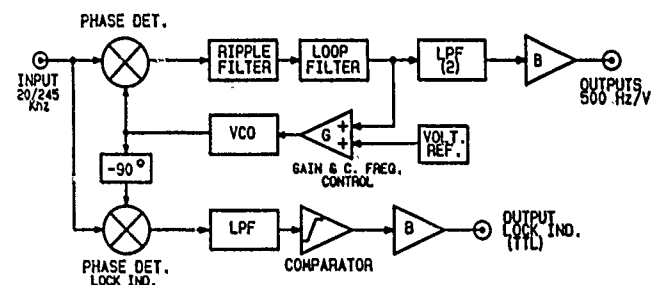 PHASE DET.
INPUT
20/245
Khz
RIPPLE
FILTER
LOOP
FILTER
LPF
(2)
B
OUTPUTS
500 Hz/V
VCO
G
+
+
VOLT.
REF.
GAIN & C. FREQ.
CONTROL
-90°
PHASE DET.
LOCK IND.
LPF
COMPARATOR
B
OUTPUT
LOCK IND.
(TTL)